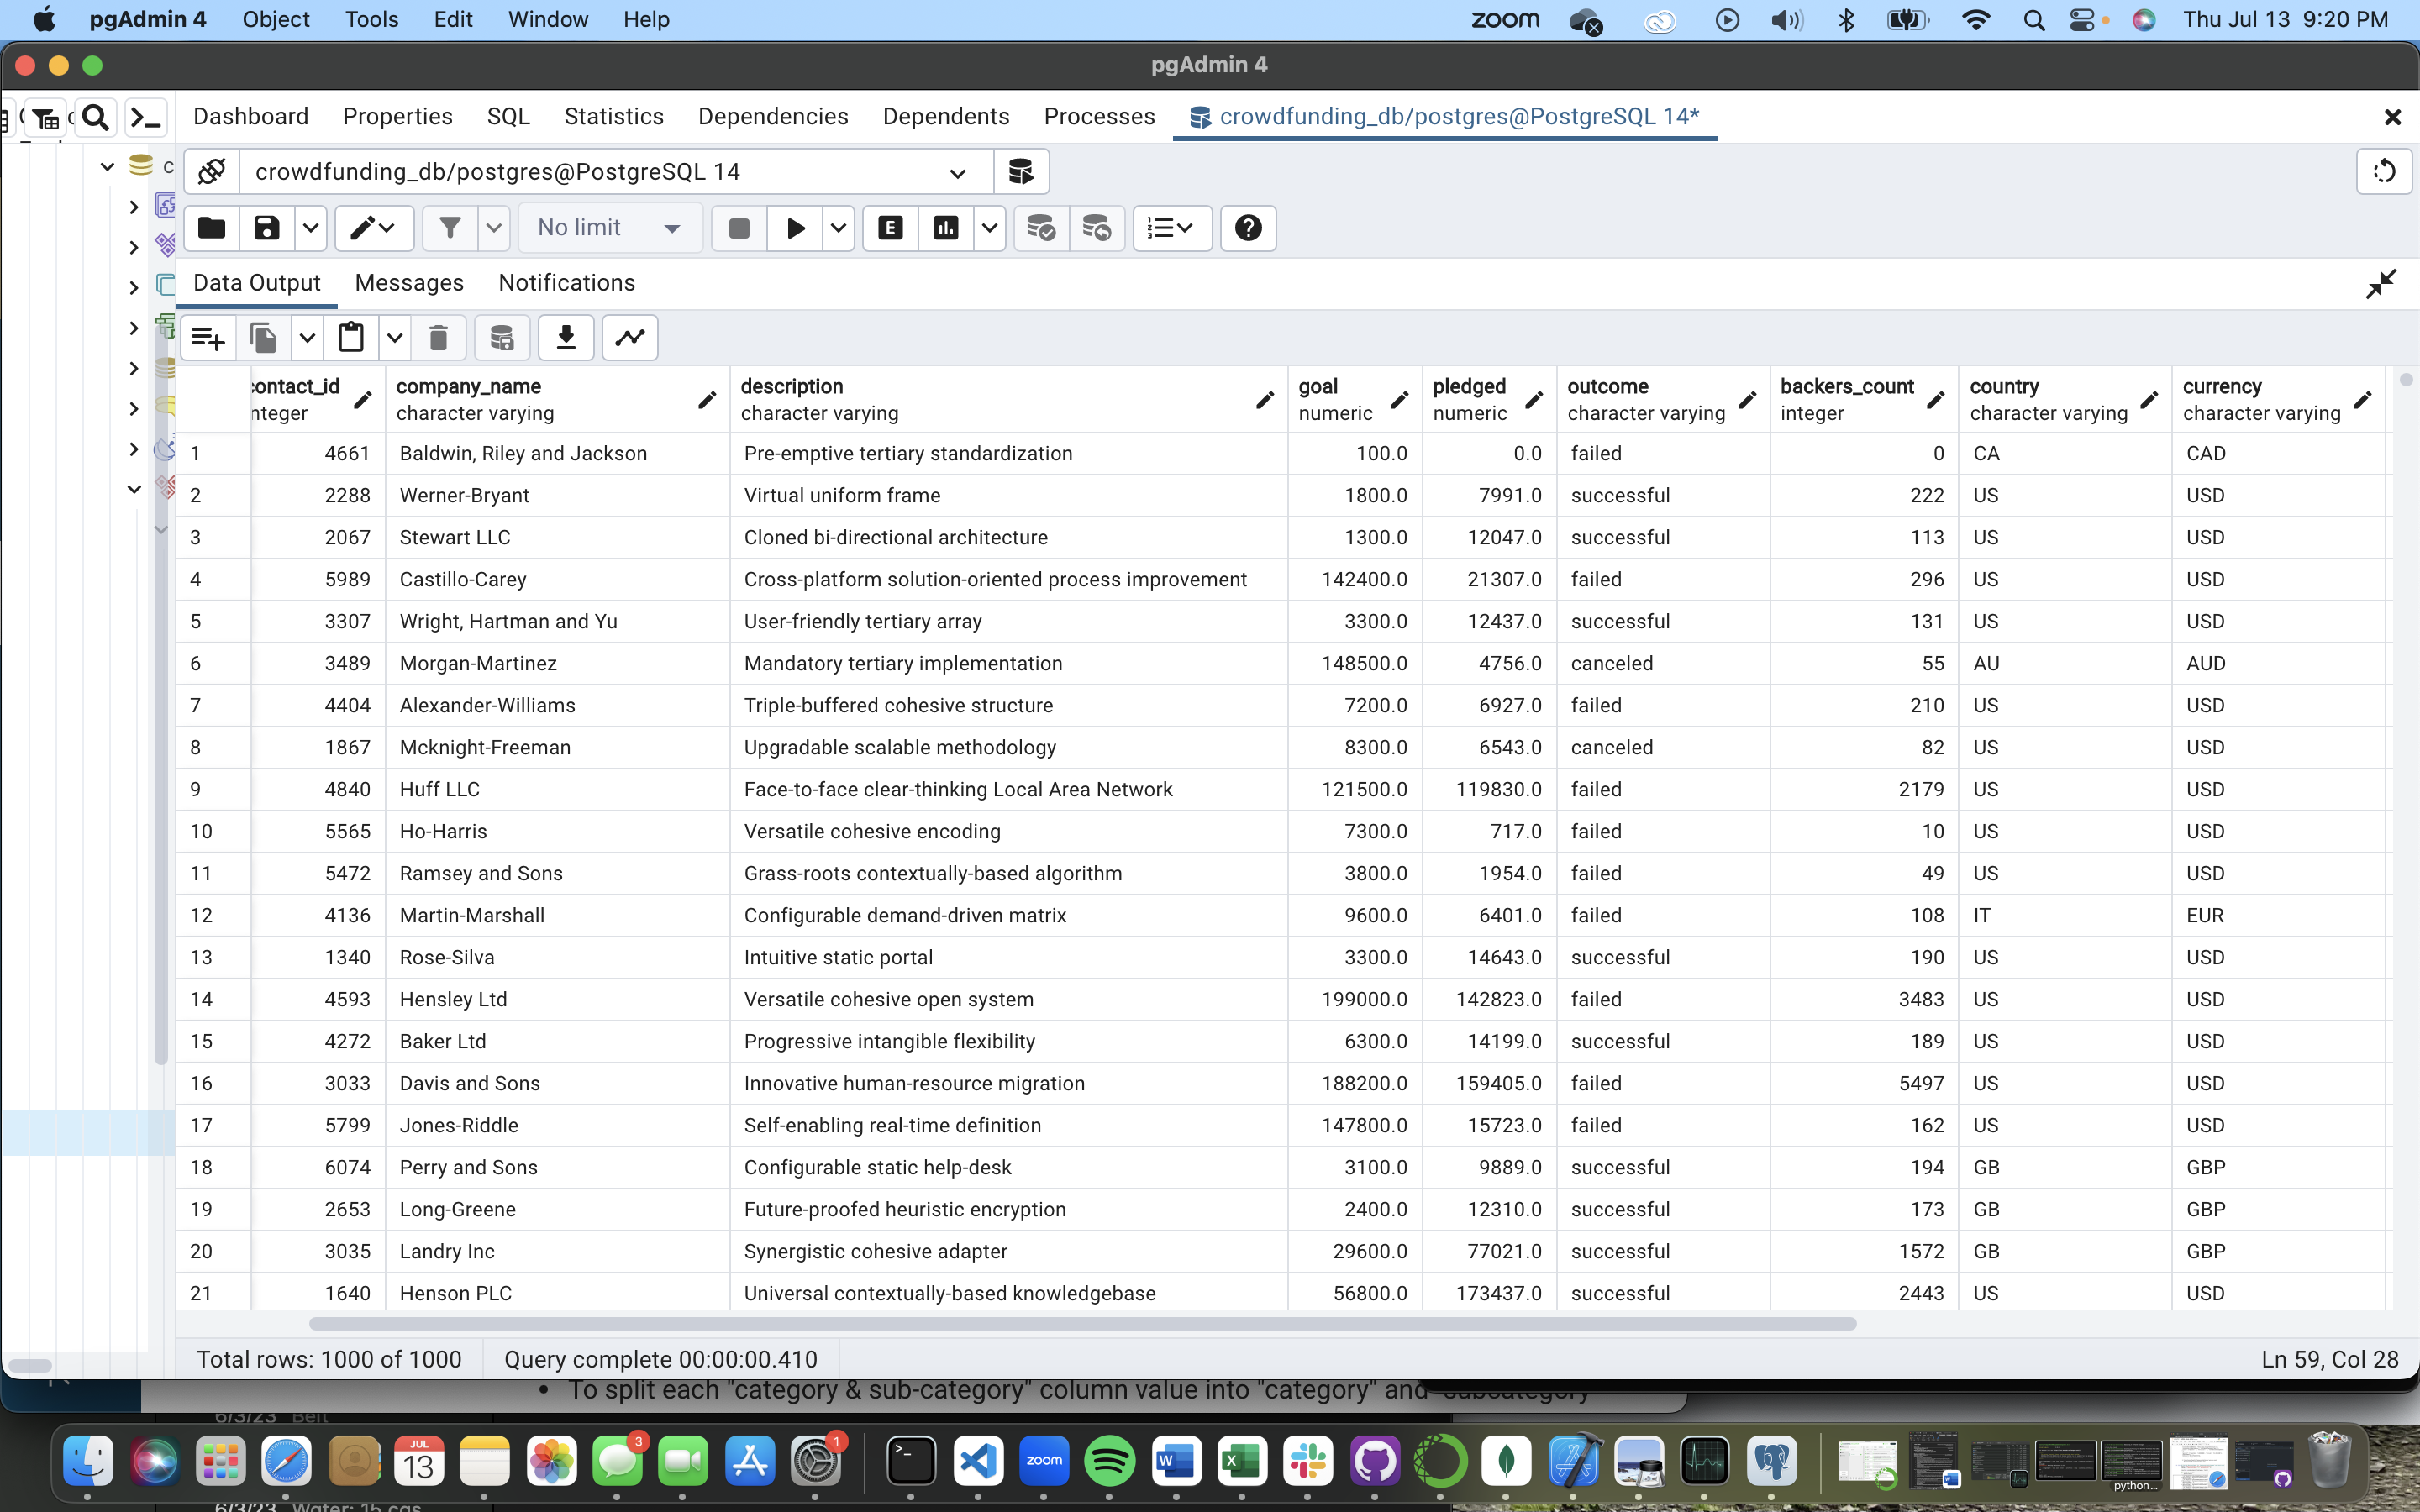 pgAdmin 4 Object Tools Edit Window Help zoom Thu Jul 13 9:20 PM
pgAdmin 4
Dashboard Properties SQL Statistics Dependencies Dependents Processes crowdfunding_db/postgres@PostgreSQL 14*
crowdfunding_db/postgres@PostgreSQL 14
No limit E
Data Output Messages Notifications
contact_id company_name description goal pledged outcome backers_count country currency
integer character varying character varying numeric numeric character varying integer character varying character varying
1 4661 Baldwin, Riley and Jackson Pre-emptive tertiary standardization 100.0 0.0 failed 0 CA CAD
2 2288 Werner-Bryant Virtual uniform frame 1800.0 7991.0 successful 222 US USD
3 2067 Stewart LLC Cloned bi-directional architecture 1300.0 12047.0 successful 113 US USD
4 5989 Castillo-Carey Cross-platform solution-oriented process improvement 142400.0 21307.0 failed 296 US USD
5 3307 Wright, Hartman and Yu User-friendly tertiary array 3300.0 12437.0 successful 131 US USD
6 3489 Morgan-Martinez Mandatory tertiary implementation 148500.0 4756.0 canceled 55 AU AUD
7 4404 Alexander-Williams Triple-buffered cohesive structure 7200.0 6927.0 failed 210 US USD
8 1867 Mcknight-Freeman Upgradable scalable methodology 8300.0 6543.0 canceled 82 US USD
9 4840 Huff LLC Face-to-face clear-thinking Local Area Network 121500.0 119830.0 failed 2179 US USD
10 5565 Ho-Harris Versatile cohesive encoding 7300.0 717.0 failed 10 US USD
11 5472 Ramsey and Sons Grass-roots contextually-based algorithm 3800.0 1954.0 failed 49 US USD
12 4136 Martin-Marshall Configurable demand-driven matrix 9600.0 6401.0 failed 108 IT EUR
13 1340 Rose-Silva Intuitive static portal 3300.0 14643.0 successful 190 US USD
14 4593 Hensley Ltd Versatile cohesive open system 199000.0 142823.0 failed 3483 US USD
15 4272 Baker Ltd Progressive intangible flexibility 6300.0 14199.0 successful 189 US USD
16 3033 Davis and Sons Innovative human-resource migration 188200.0 159405.0 failed 5497 US USD
17 5799 Jones-Riddle Self-enabling real-time definition 147800.0 15723.0 failed 162 US USD
18 6074 Perry and Sons Configurable static help-desk 3100.0 9889.0 successful 194 GB GBP
19 2653 Long-Greene Future-proofed heuristic encryption 2400.0 12310.0 successful 173 GB GBP
20 3035 Landry Inc Synergistic cohesive adapter 29600.0 77021.0 successful 1572 GB GBP
21 1640 Henson PLC Universal contextually-based knowledgebase 56800.0 173437.0 successful 2443 US USD
Total rows: 1000 of 1000 Query complete 00:00:00.410 Ln 59, Col 28
• To split each "category & sub-category" column value into "category" and "subcategory"
6/3/23 Belt
JUL 13 3 1 zoom W X python...
6/3/23 Water: 15 cas